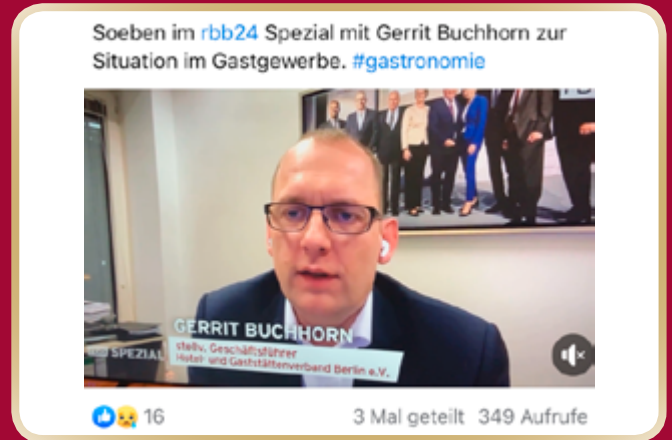 Soeben im rbb24 Spezial mit Gerrit Buchhorn zur
Situation im Gastgewerbe. #gastronomie
GERRIT BUCHHORN
stellv. Geschäftsführer
Hotel- und Gaststättenverband Berlin e.V.
SPEZIAL
16
3 Mal geteilt 349 Aufrufe